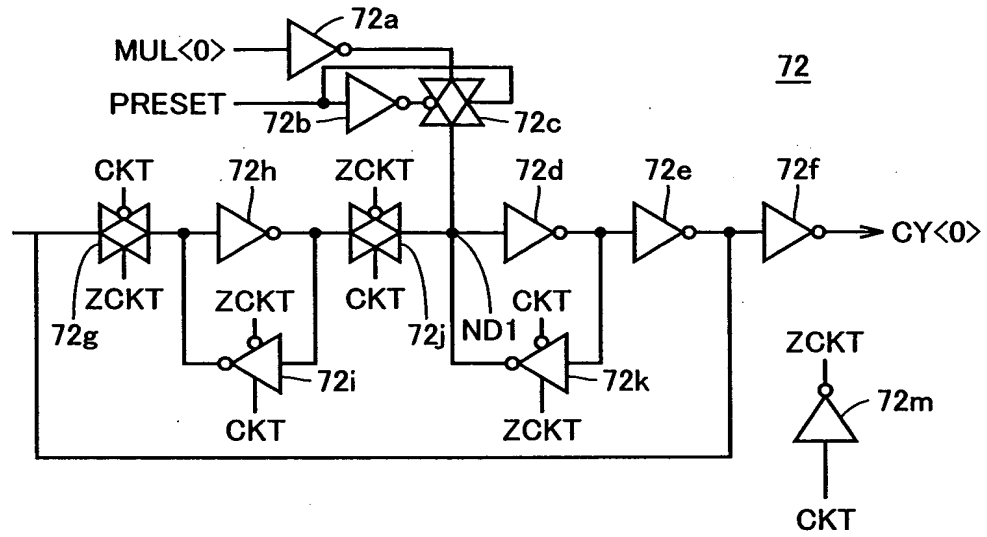 72a
MUL<0>
72
PRESET
72b
72c
CKT
72h
ZCKT
72d
72e
72f
CY<0>
ZCKT
ZCKT
CKT
CKT
ND1
72g
72j
72i
72k
ZCKT
72m
CKT
ZCKT
CKT